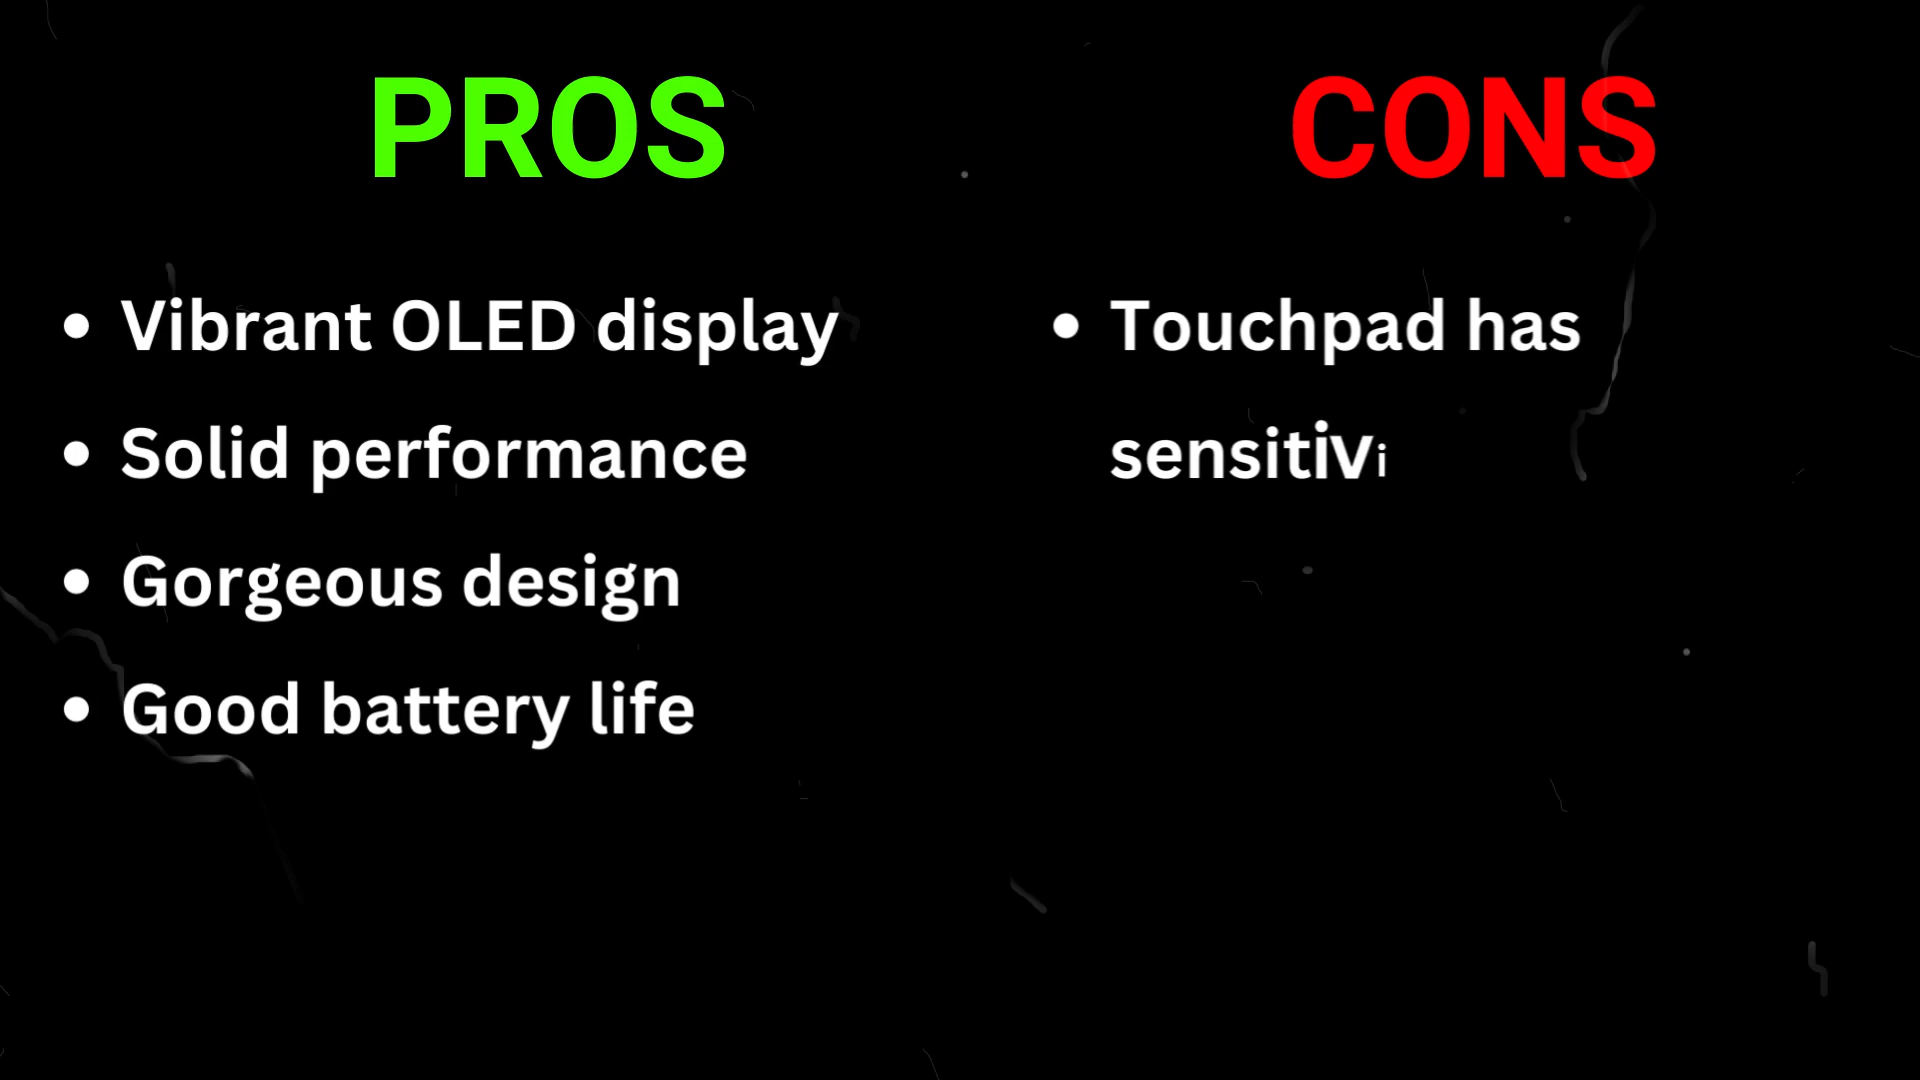 PROS
Vibrant OLED display
Solid performance
Gorgeous design
Good battery life
CONS
Touchpad has
sensitivi